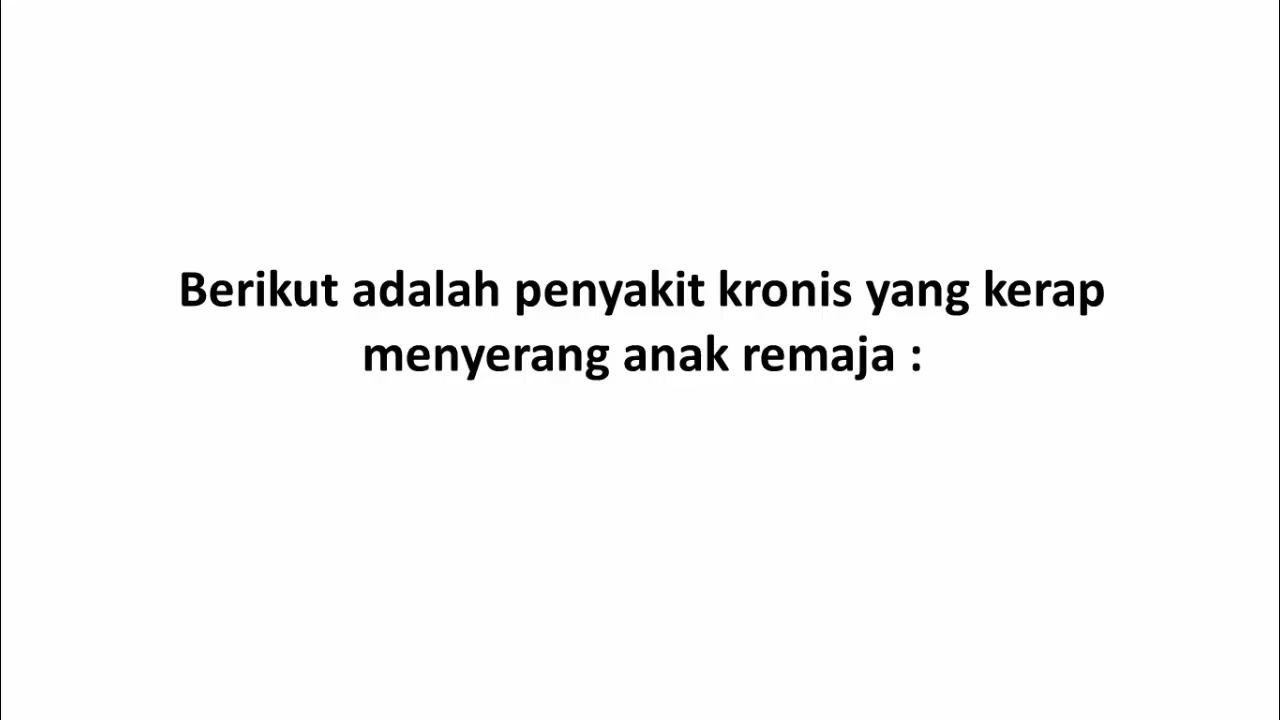 Berikut adalah penyakit kronis yang kerap
menyerang anak remaja :